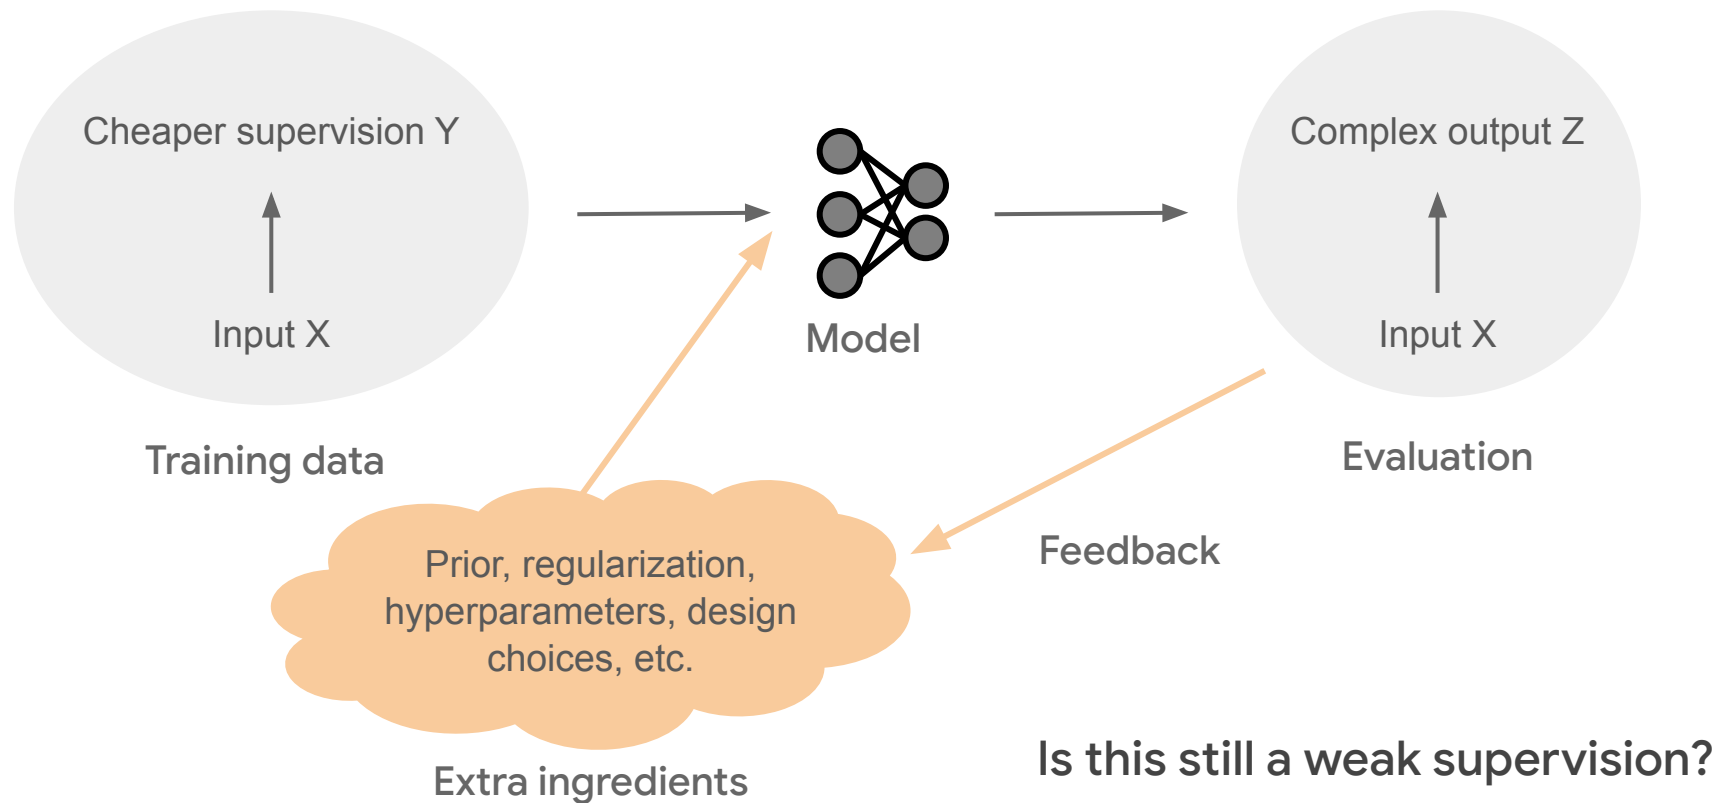 Cheaper supervision Y
Input X
Training data
Model
Complex output Z
Input X
Evaluation
Prior, regularization,
hyperparameters, design
choices, etc.
Extra ingredients
Feedback
Is this still a weak supervision?